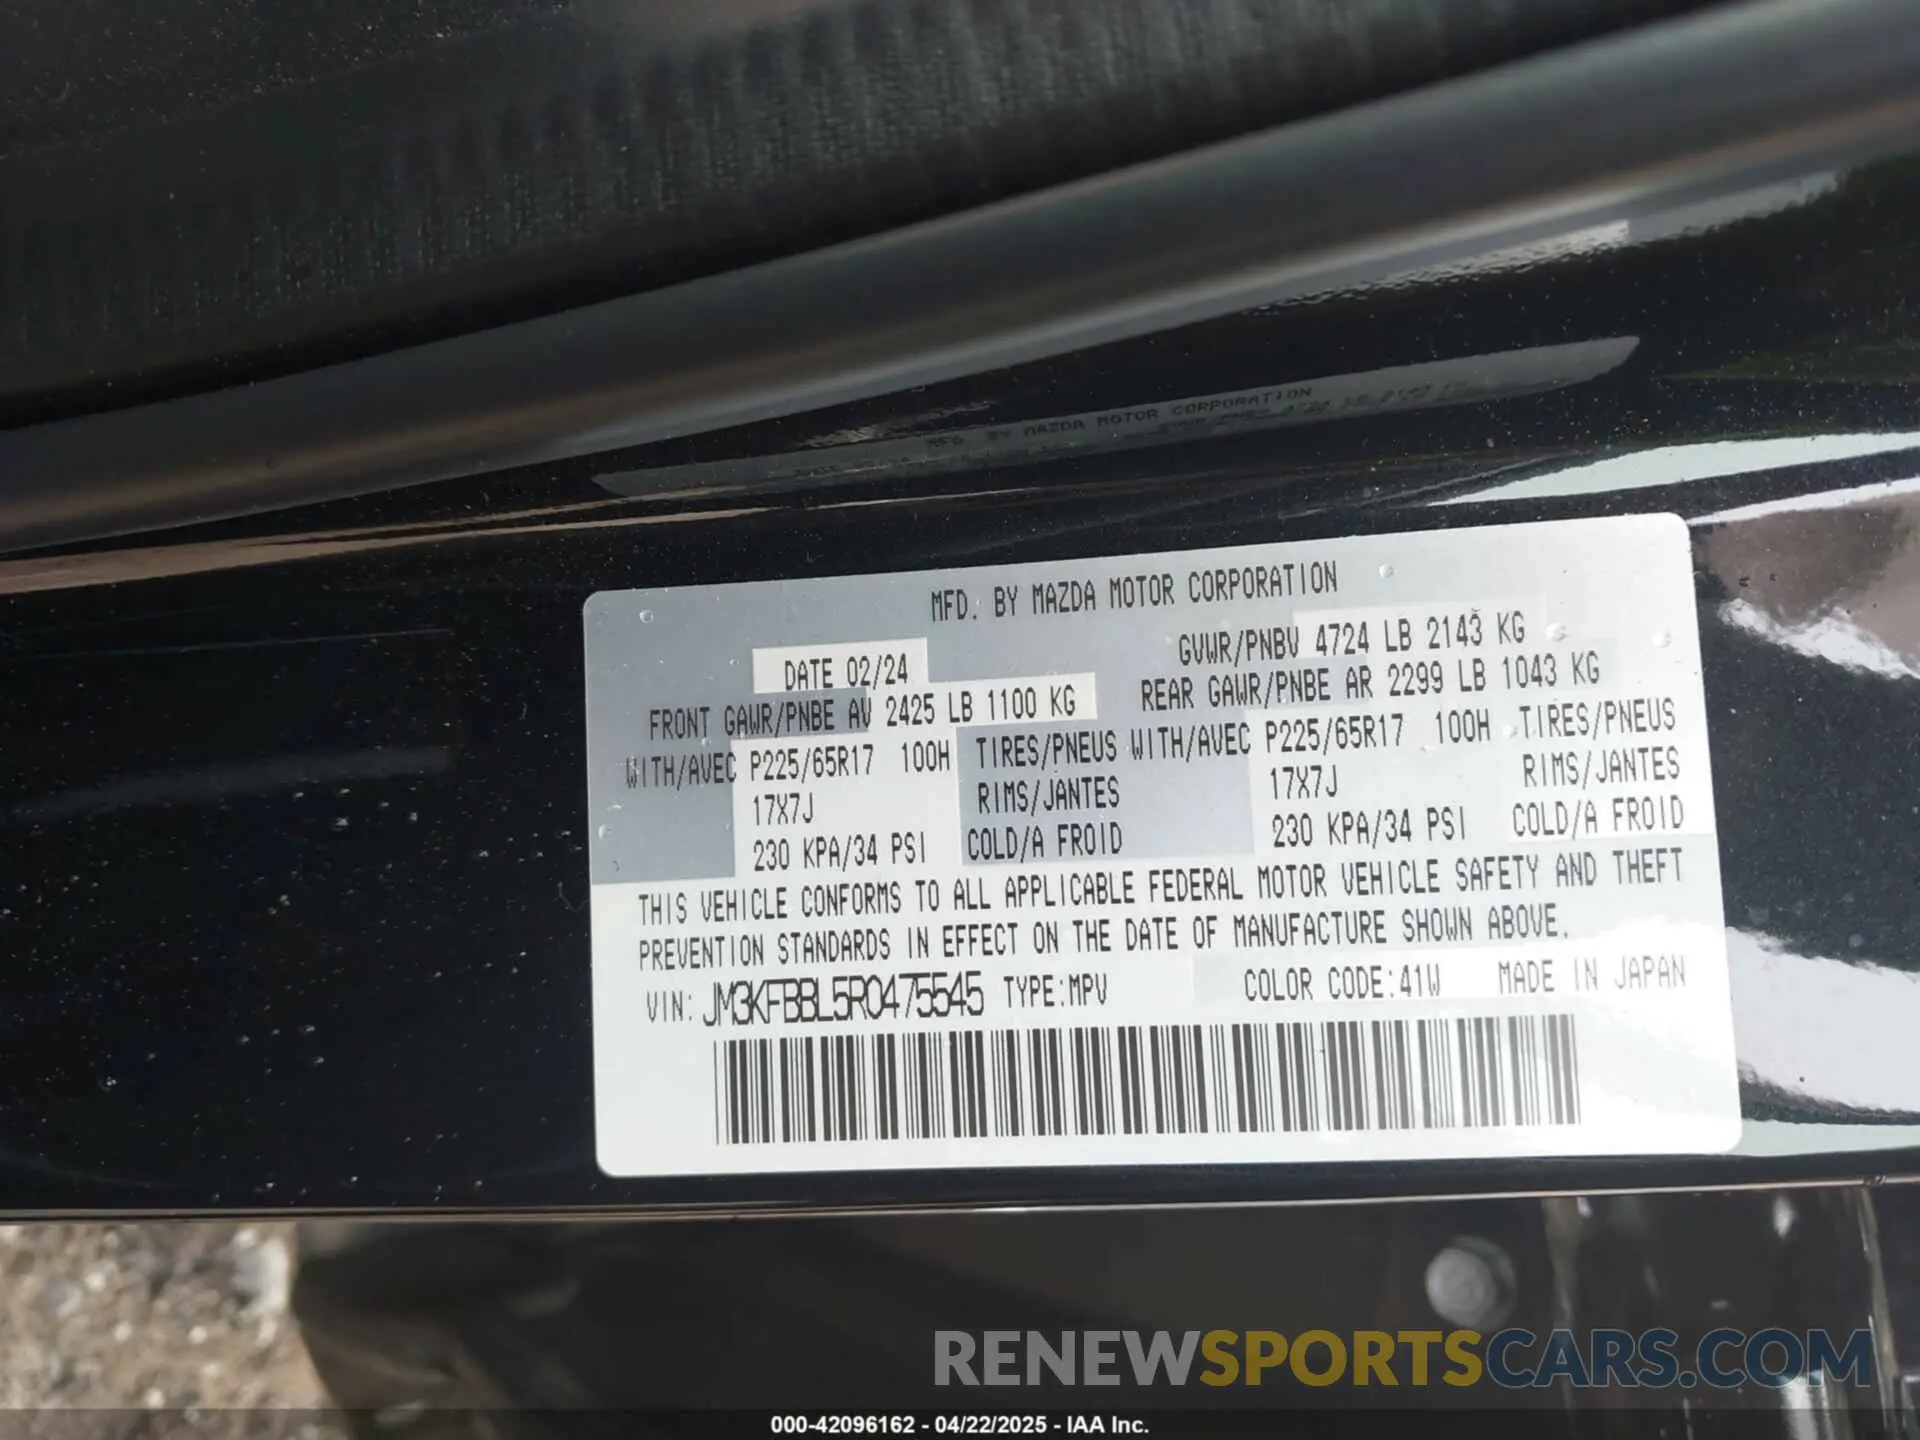 MFD. BY MAZDA MOTOR CORPORATION
DATE 02/24 GVWR/PNBV 4724 LB 2143 KG
FRONT GAWR/PNBE AV 2425 LB 1100 KG REAR GAWR/PNBE AR 2299 LB 1043 KG
WITH/AVEC P225/65R17 100H TIRES/PNEUS WITH/AVEC P225/65R17 100H TIRES/PNEUS
17X7J RIMS/JANTES 17X7J RIMS/JANTES
230 KPA/34 PSI COLD/A FROID 230 KPA/34 PSI COLD/A FROID
THIS VEHICLE CONFORMS TO ALL APPLICABLE FEDERAL MOTOR VEHICLE SAFETY AND THEFT
PREVENTION STANDARDS IN EFFECT ON THE DATE OF MANUFACTURE SHOWN ABOVE.
VIN: JM3KFBBL5R0475545 TYPE:MPV COLOR CODE:41W MADE IN JAPAN
RENEWSPORTSCARS.COM
000-42096162 - 04/22/2025 - IAA Inc.